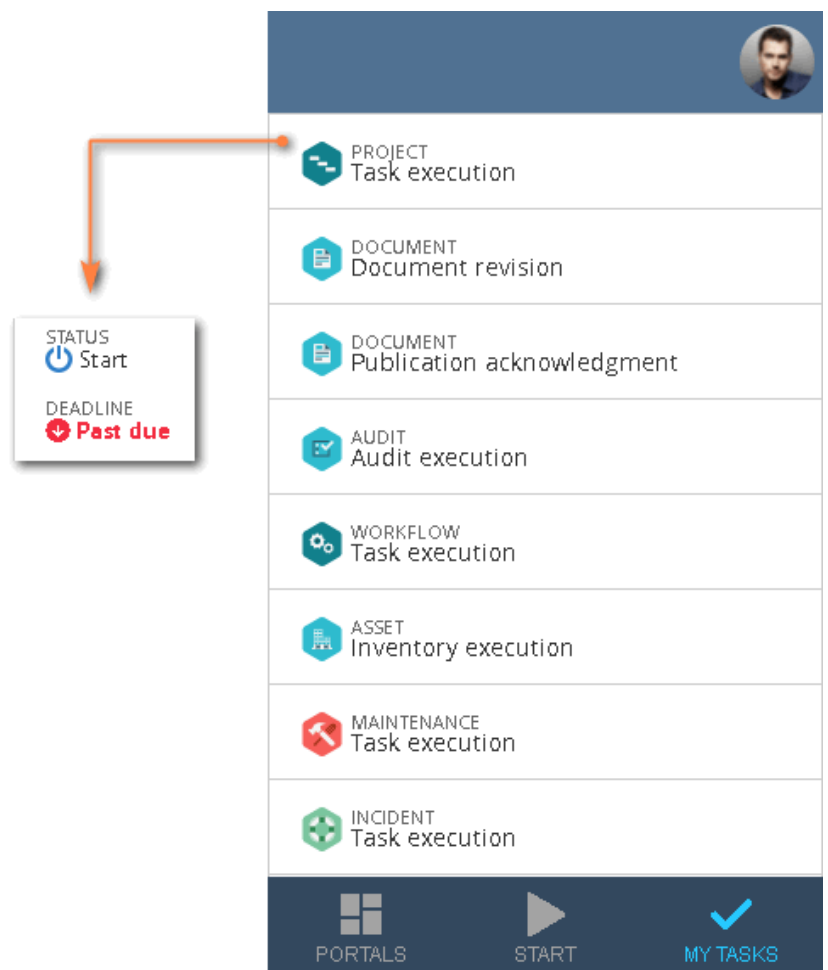 PROJECT
Task execution
DOCUMENT
Document revision
DOCUMENT
Publication acknowledgment
AUDIT
Audit execution
WORKFLOW
Task execution
ASSET
Inventory execution
MAINTENANCE
Task execution
INCIDENT
Task execution
PORTALS
START
MY TASKS
STATUS
Start
DEADLINE
Past due